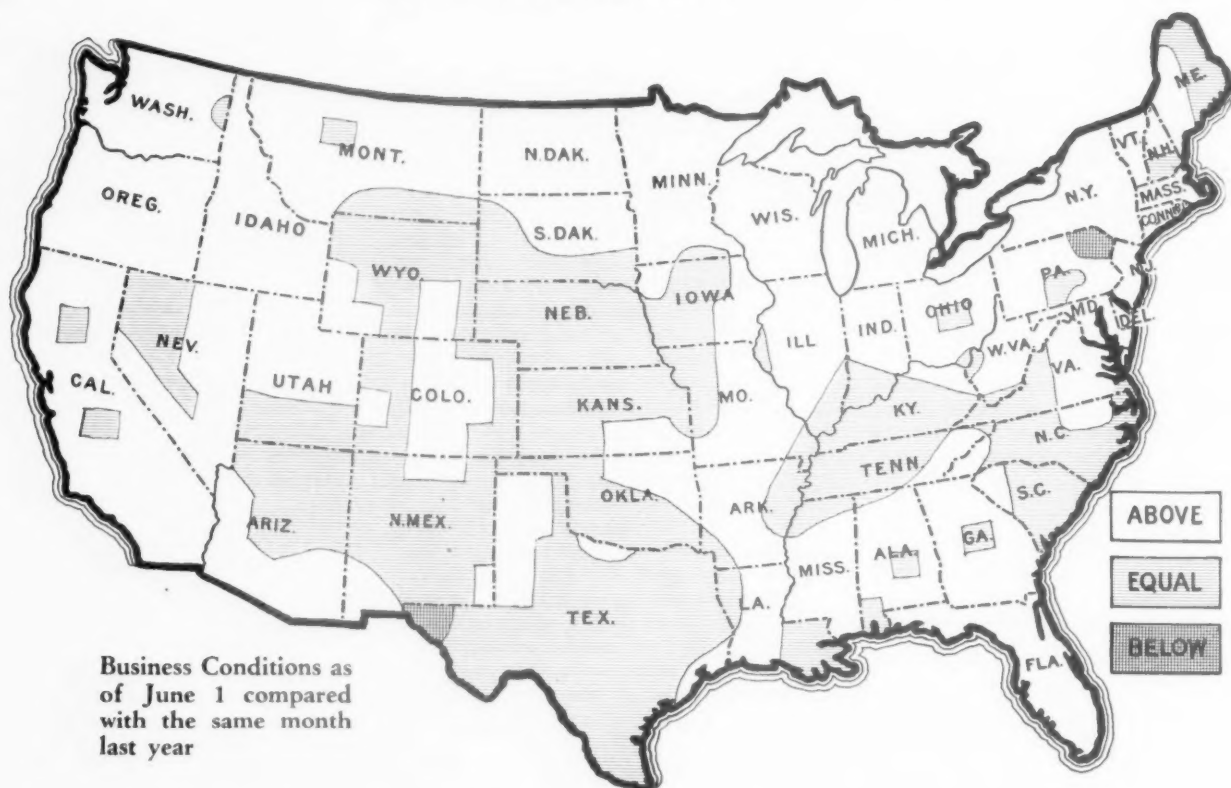 WASH.
MONT.
N.DAK.
MINN.
ME.
VT.
N.H.
OREG.
IDAHO
S.DAK.
WIS.
MICH.
N.Y.
MASS.
CONN.
WYO.
IOWA
PA.
N.J.
NEB.
OHIO
NEV.
ILL
IND.
MD.
DEL.
W.VA.
VA.
CAL.
UTAH
COLO.
KANS.
MO.
KY.
N.C.
TENN.
ARIZ.
N.MEX.
OKLA.
ARK.
S.C.
MISS.
ALA.
GA.
TEX.
LA.
FLA.
ABOVE
EQUAL
BELOW
Business Conditions as
of June 1 compared
with the same month
last year